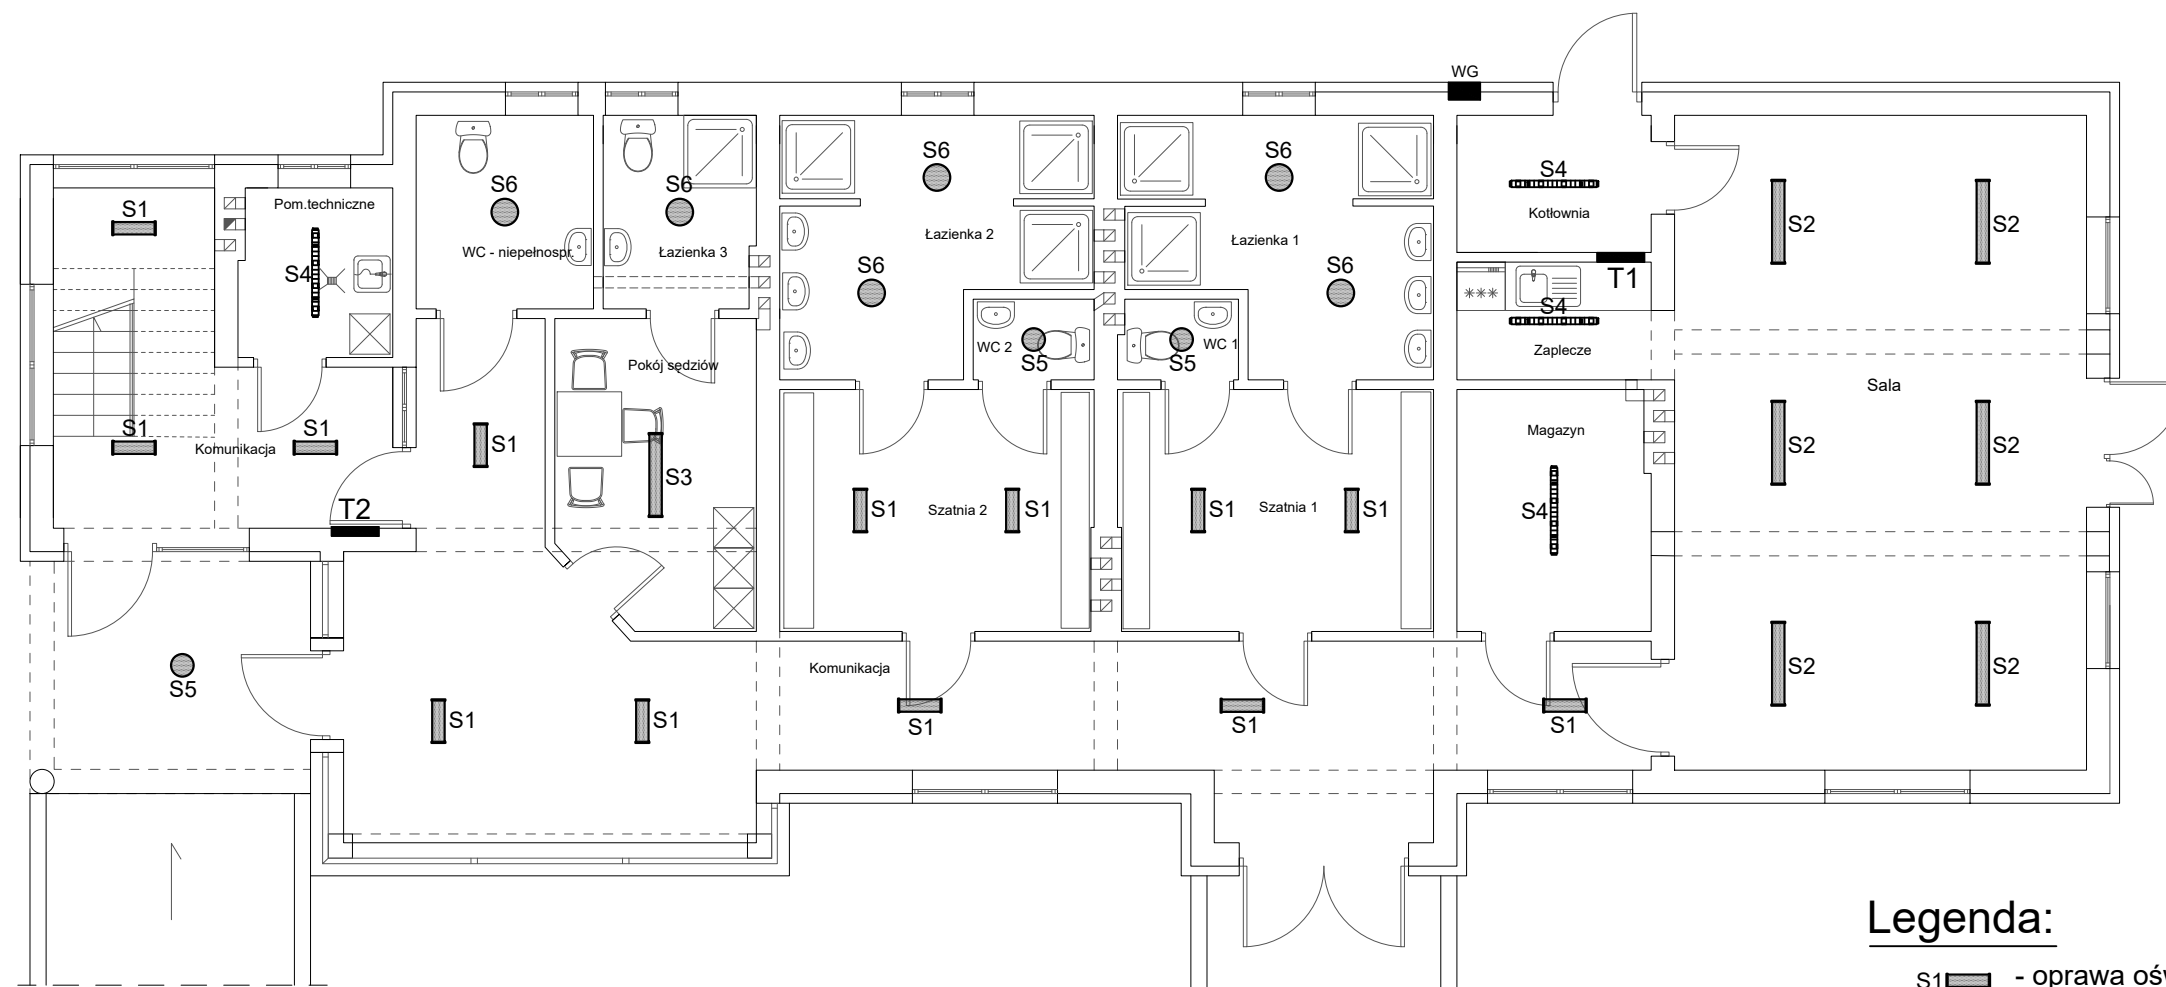 WG
S6
S6
S4
S1
Pom.techniczne
S6
S6
Kotłownia
S2
S2
Łazienka 2
Łazienka 1
WC - niepełnospr.
Łazienka 3
S4
S6
S6
T1
***
S4
WC 2
S5
S5
WC 1
Zaplecze
Pokój sędziów
Sala
S1
S1
Komunikacja
S1
S3
Magazyn
S2
S2
T2
S1
Szatnia 2
S1
S1
Szatnia 1
S1
S4
Komunikacja
S2
S2
S5
S1
S1
S1
S1
S1
Legenda:
S1 - oprawa